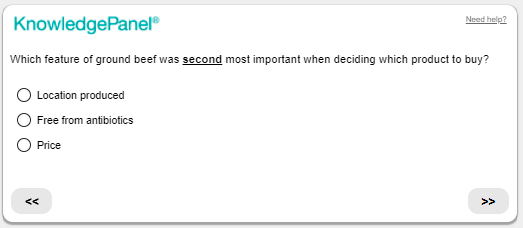 KnowledgePanel®
Need help?
Which feature of ground beef was second most important when deciding which product to buy?
Location produced
Free from antibiotics
Price
<<
>>